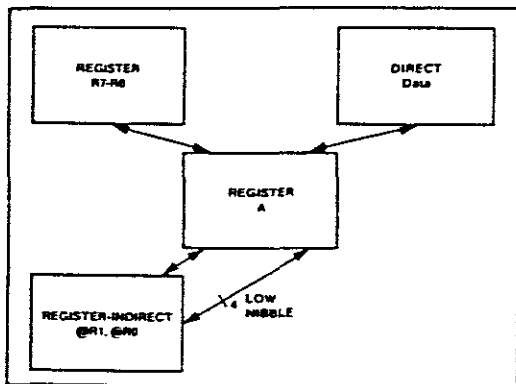 REGISTER
R7-R0
DIRECT
Data
REGISTER
A
4 LOW
NIBBLE
REGISTER-INDIRECT
@R1, @R0